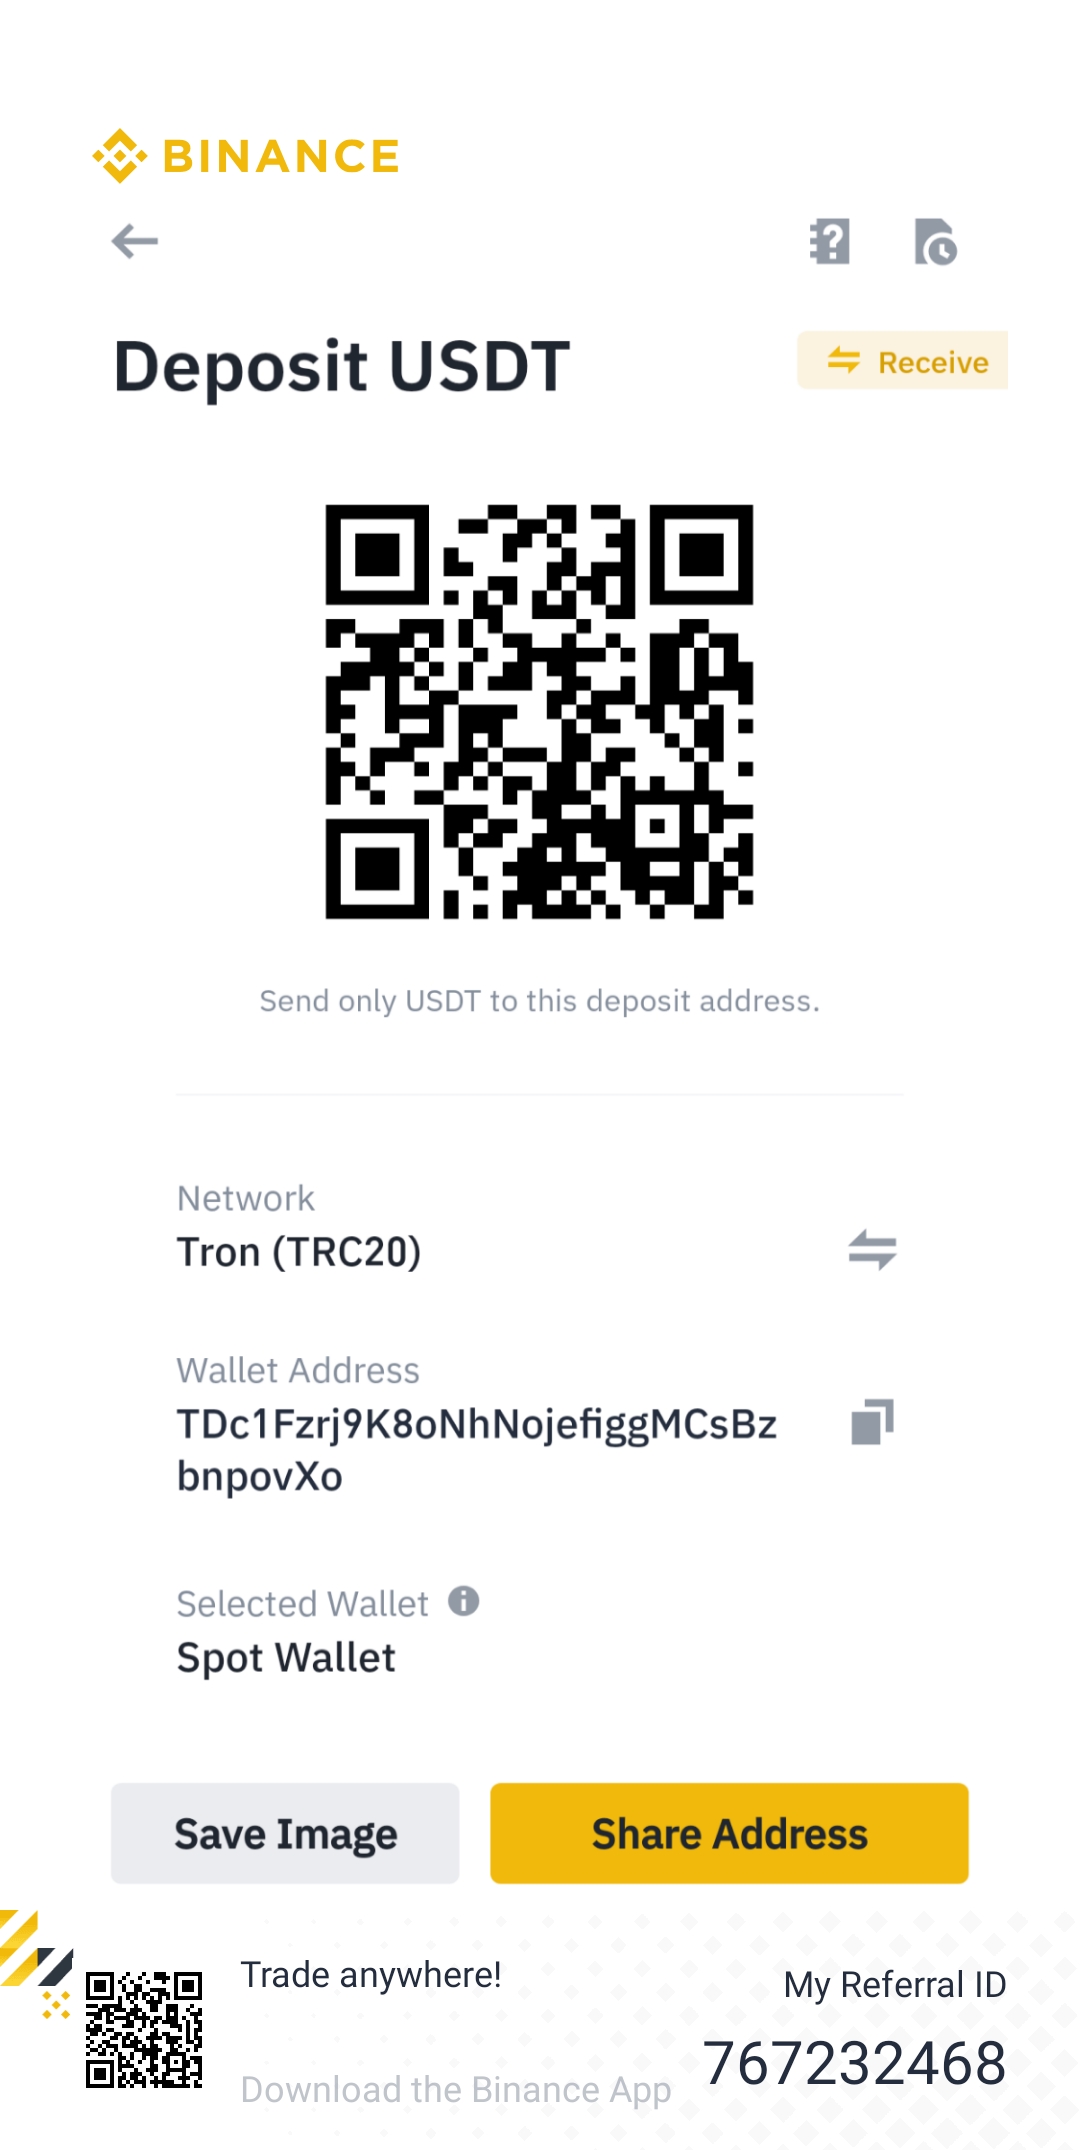 BINANCE
Deposit USDT
Receive
Send only USDT to this deposit address.
Network
Tron (TRC20)
Wallet Address
TDc1Fzrj9K8oNhNojefiggMCsBz
bnpovXo
Selected Wallet
Spot Wallet
Save Image
Share Address
Trade anywhere!
My Referral ID
767232468
Download the Binance App